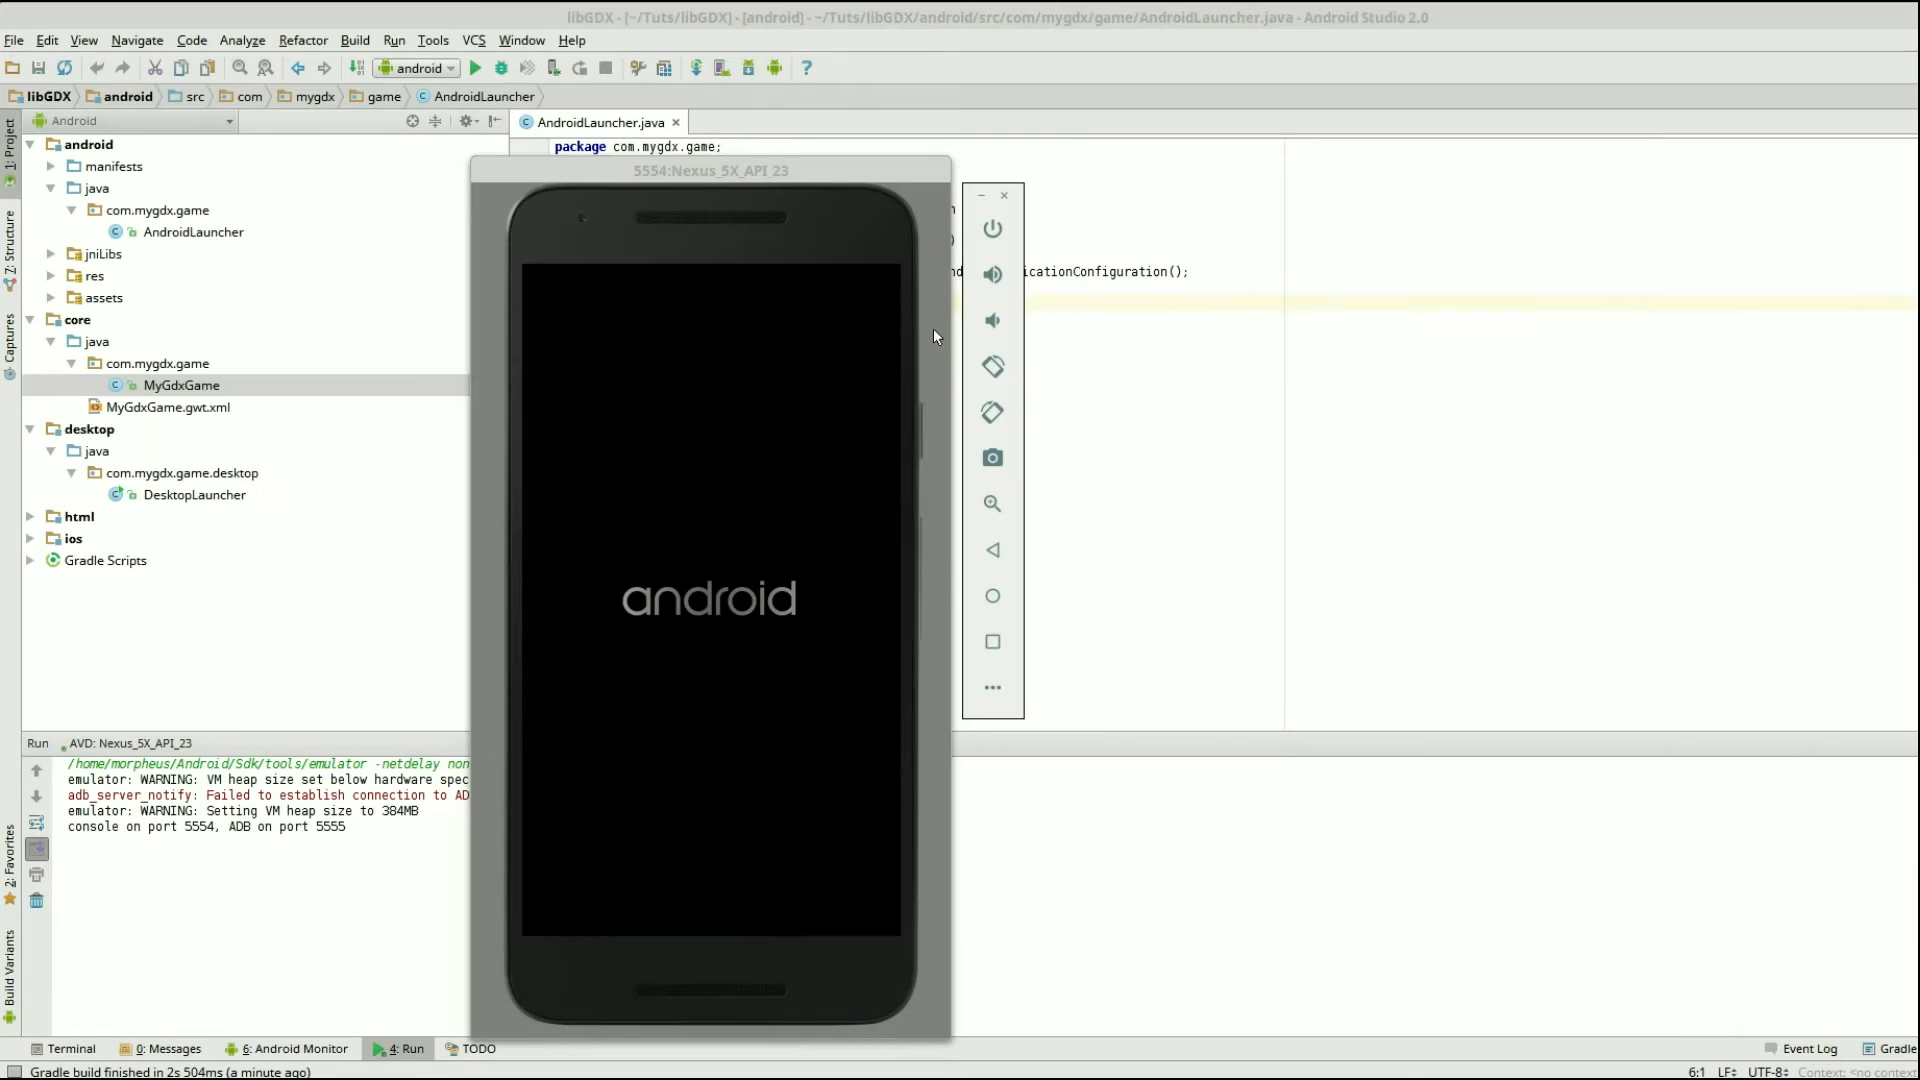 libGDX - [~/Tuts/libGDX] - [android] - ~/Tuts/libGDX/android/src/com/mygdx/game/AndroidLauncher.java - Android Studio 2.0
File Edit View Navigate Code Analyze Refactor Build Run Tools VCS Window Help
android
libGDX android src com mygdx game AndroidLauncher
1: Project
7: Structure
Captures
2: Favorites
Build Variants
Android
AndroidLauncher.java
android
manifests
java
com.mygdx.game
AndroidLauncher
jniLibs
res
assets
core
java
com.mygdx.game
MyGdxGame
MyGdxGame.gwt.xml
desktop
java
com.mygdx.game.desktop
DesktopLauncher
html
ios
Gradle Scripts
package com.mygdx.game;
icationConfiguration();
5554:Nexus_5X_API_23
android
Run AVD: Nexus_5X_API_23
/home/morpheus/Android/Sdk/tools/emulator -netdelay non
emulator: WARNING: VM heap size set below hardware spec
adb_server_notify: Failed to establish connection to AD
emulator: WARNING: Setting VM heap size to 384MB
console on port 5554, ADB on port 5555
Terminal 0: Messages 6: Android Monitor 4: Run TODO Event Log Gradle
Gradle build finished in 2s 504ms (a minute ago) 6:1 LF UTF-8 Context: <no context